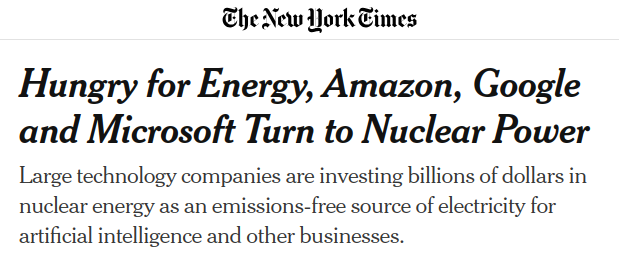 The New York Times
Hungry for Energy, Amazon, Google
and Microsoft Turn to Nuclear Power
Large technology companies are investing billions of dollars in
nuclear energy as an emissions-free source of electricity for
artificial intelligence and other businesses.